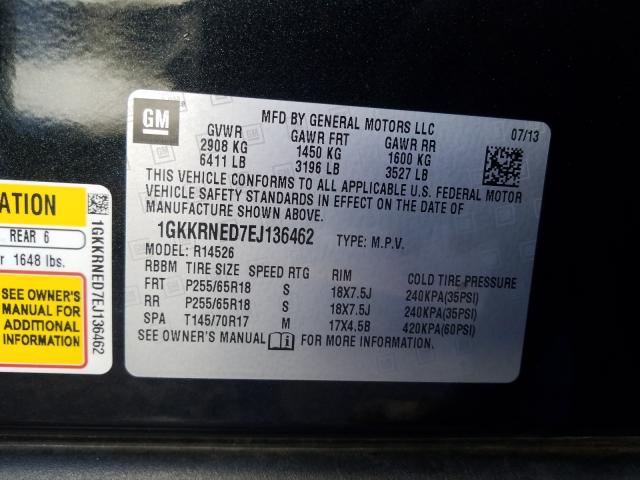 GM
MFD BY GENERAL MOTORS LLC
07/13
GVWR GAWR FRT GAWR RR
2908 KG 1450 KG 1600 KG
6411 LB 3196 LB 3527 LB
THIS VEHICLE CONFORMS TO ALL APPLICABLE U.S. FEDERAL MOTOR
VEHICLE SAFETY STANDARDS IN EFFECT ON THE DATE OF
MANUFACTURE SHOWN ABOVE.
1GKKRNED7EJ136462 TYPE: M.P.V.
MODEL: R14526
RBBM TIRE SIZE SPEED RTG RIM COLD TIRE PRESSURE
FRT P255/65R18 S 18X7.5J 240KPA(35PSI)
RR P255/65R18 S 18X7.5J 240KPA(35PSI)
SPA T145/70R17 M 17X4.5B 420KPA(60PSI)
SEE OWNER'S MANUAL FOR MORE INFORMATION
ATION
REAR 6
1648 lbs.
SEE OWNER'S
MANUAL FOR
ADDITIONAL
INFORMATION
1GKKRNED7EJ136462